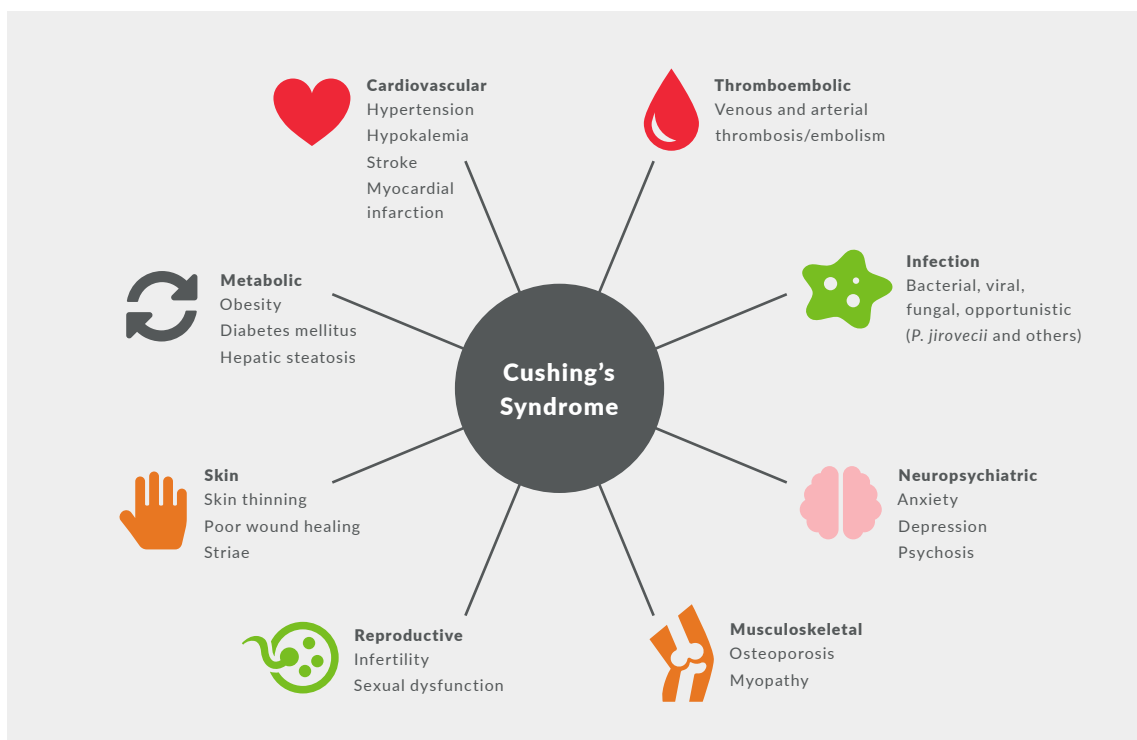 Cardiovascular
Hypertension
Hypokalemia
Stroke
Myocardial
infarction
Thromboembolic
Venous and arterial
thrombosis/embolism
Metabolic
Obesity
Diabetes mellitus
Hepatic steatosis
Infection
Bacterial, viral,
fungal, opportunistic
(P. jirovecii and others)
Cushing’s
Syndrome
Skin
Skin thinning
Poor wound healing
Striae
Neuropsychiatric
Anxiety
Depression
Psychosis
Reproductive
Infertility
Sexual dysfunction
Musculoskeletal
Osteoporosis
Myopathy